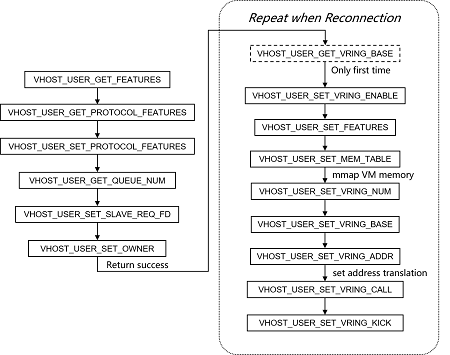 VHOST_USER_GET_FEATURES
VHOST_USER_GET_PROTOCOL_FEATURES
VHOST_USER_SET_PROTOCOL_FEATURES
VHOST_USER_GET_QUEUE_NUM
VHOST_USER_SET_SLAVE_REQ_FD
VHOST_USER_SET_OWNER
Return success
Repeat when Reconnection
VHOST_USER_GET_VRING_BASE
Only first time
VHOST_USER_SET_VRING_ENABLE
VHOST_USER_SET_FEATURES
VHOST_USER_SET_MEM_TABLE
mmap VM memory
VHOST_USER_SET_VRING_NUM
VHOST_USER_SET_VRING_BASE
VHOST_USER_SET_VRING_ADDR
set address translation
VHOST_USER_SET_VRING_CALL
VHOST_USER_SET_VRING_KICK